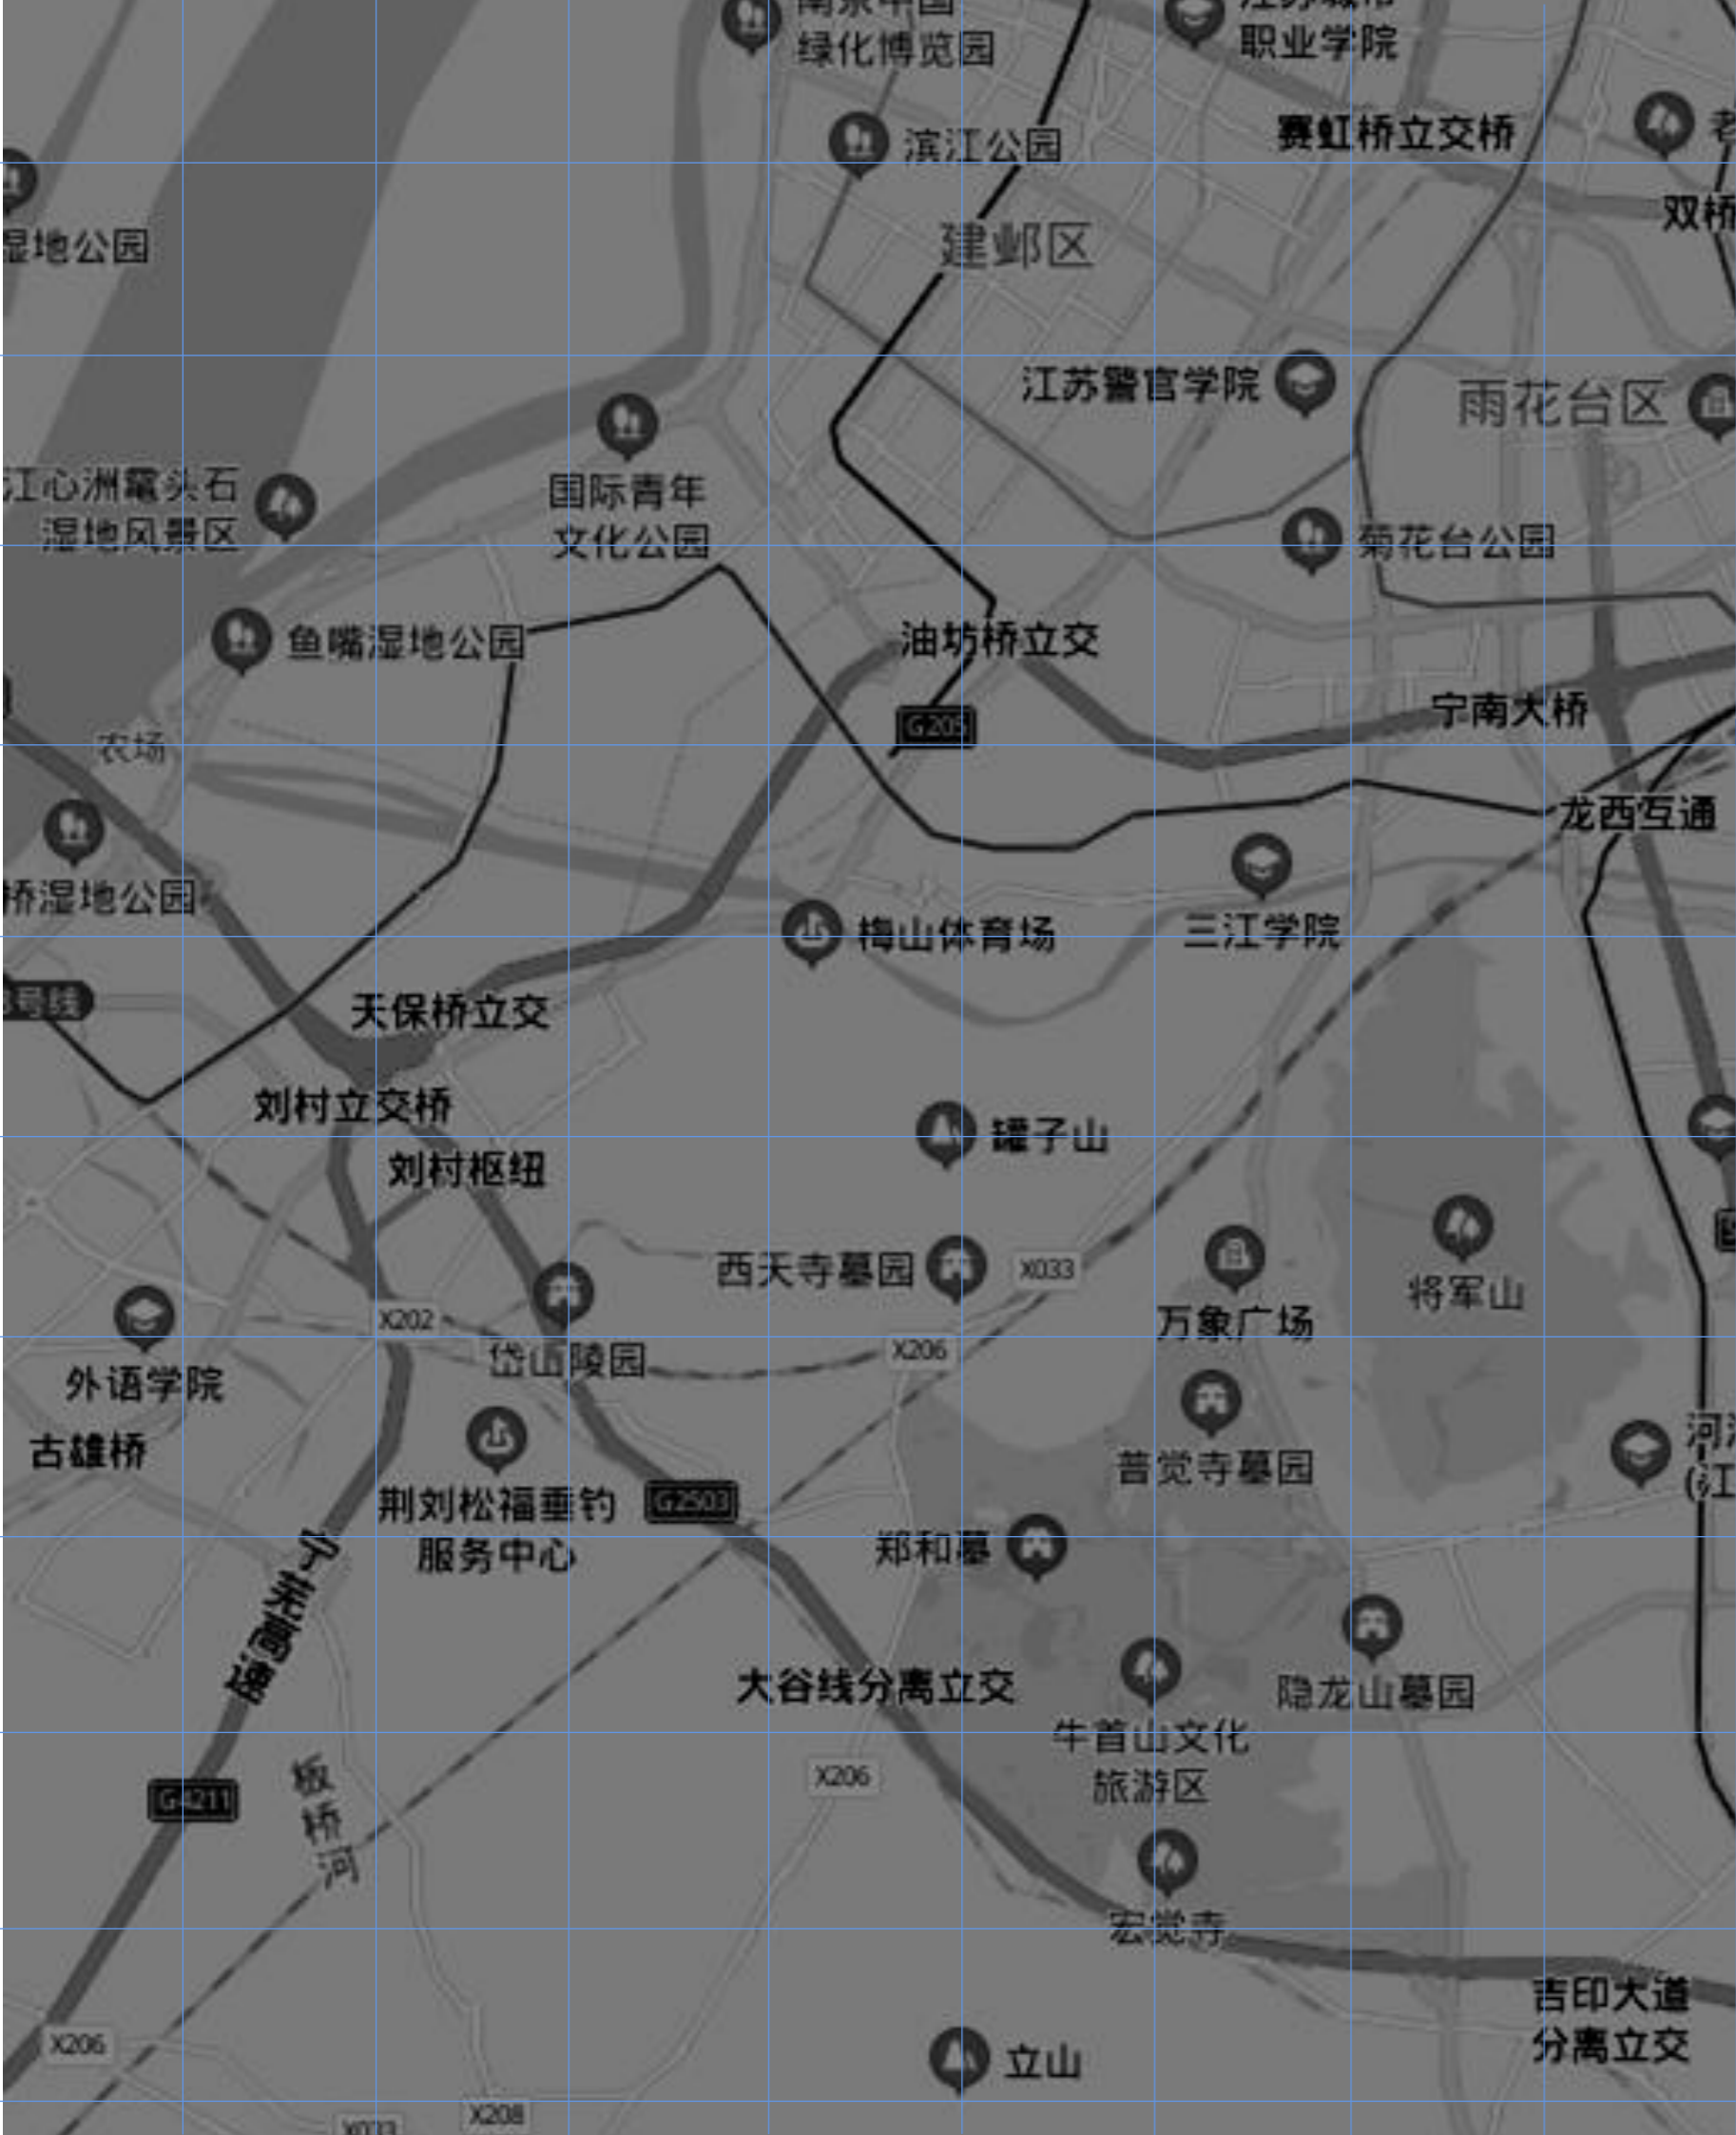 绿化博览园
职业学院
滨江公园
赛虹桥立交桥
双桥
湿地公园
建邺区
江苏警官学院
雨花台区
江心洲鼋头石
湿地风景区
国际青年
文化公园
菊花台公园
鱼嘴湿地公园
油坊桥立交
G205
宁南大桥
农场
龙西互通
桥湿地公园
梅山体育场
三江学院
号线
天保桥立交
刘村立交桥
罐子山
刘村枢纽
西天寺墓园
X033
万象广场
将军山
X202
岱山陵园
X206
外语学院
古雄桥
普觉寺墓园
荆刘松福垂钓
服务中心
G2503
郑和墓
宁芜高速
大谷线分离立交
隐龙山墓园
牛首山文化
旅游区
X206
板桥河
G4211
宏觉寺
吉印大道
分离立交
X206
立山
X208